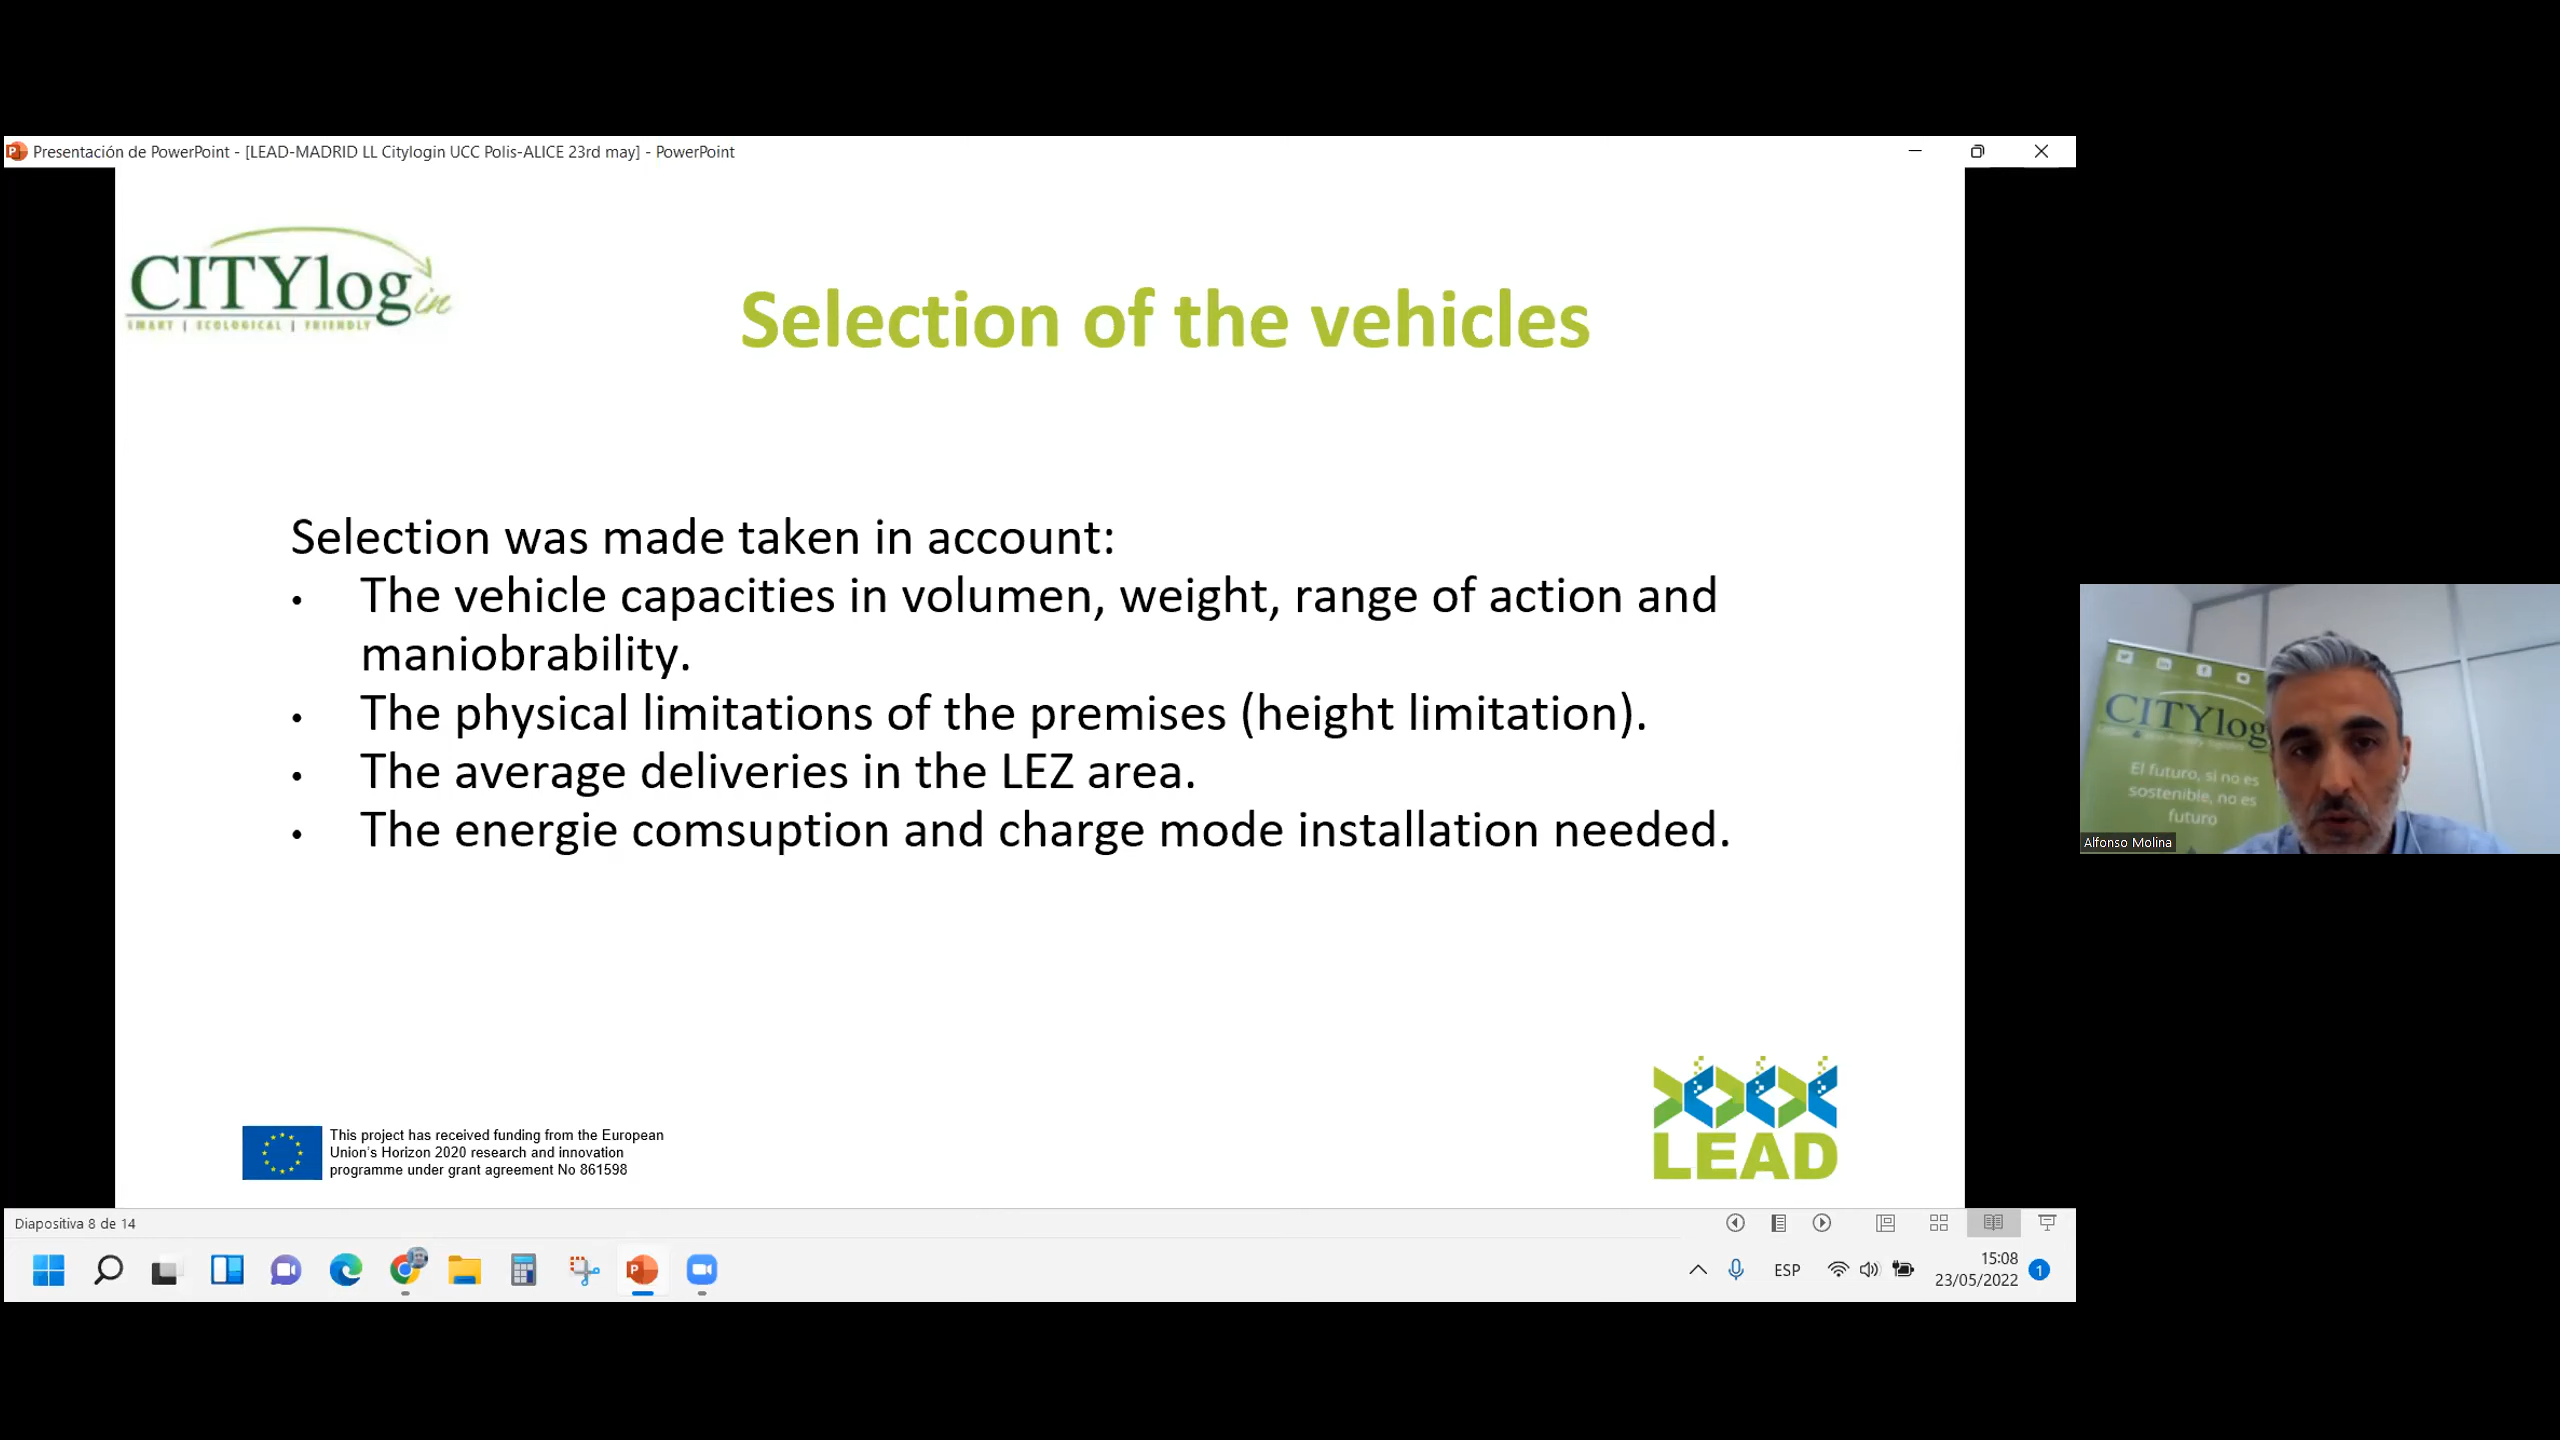 Presentación de PowerPoint - [LEAD-MADRID LL Citylogin UCC Polis-ALICE 23rd may] - PowerPoint
CITYlogin
SMART | ECOLOGICAL | FRIENDLY
Selection of the vehicles
Selection was made taken in account:
• The vehicle capacities in volumen, weight, range of action and
maniobrability.
• The physical limitations of the premises (height limitation).
• The average deliveries in the LEZ area.
• The energie comsuption and charge mode installation needed.
This project has received funding from the European
Union's Horizon 2020 research and innovation
programme under grant agreement No 861598
LEAD
Diapositiva 8 de 14
ESP
15:08
23/05/2022
1
CITYlog
El futuro, si no es
sostenible, no es
futuro
Alfonso Molina